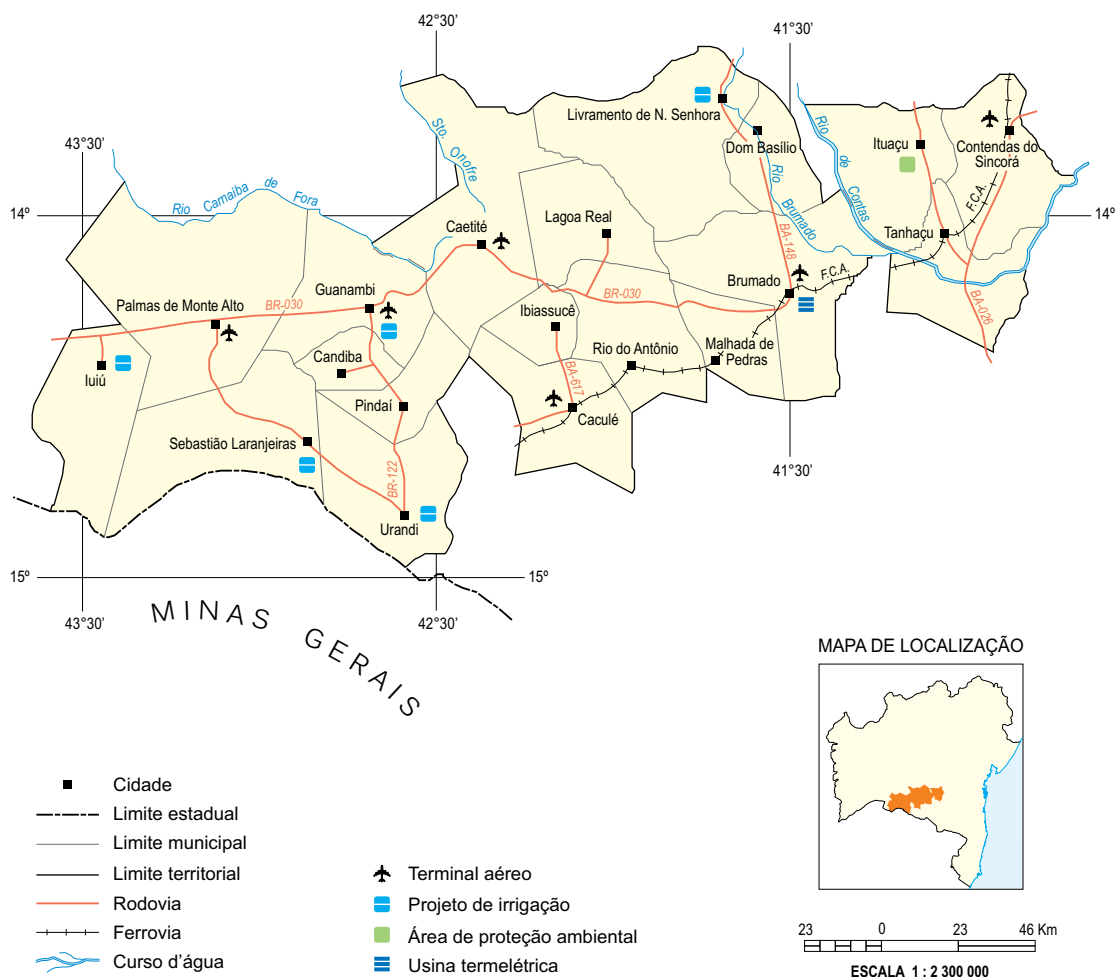 42°30'
41°30'
43°30'
Livramento de N. Senhora
Dom Basílio
Rio de Contas
Ituaçu
Contendas do
Sincorá
Sto. Onofre
Rio Carnaíba de Fora
Rio Brumado
F.C.A.
14°
14°
Caetité
Lagoa Real
BA-148
Tanhaçu
Guanambi
Brumado
F.C.A.
Palmas de Monte Alto
BR-030
BR-030
Ibiassucê
BA-026
Iuiú
Candiba
Rio do Antônio
Malhada de
Pedras
BA-617
Pindaí
Caculé
Sebastião Laranjeiras
BR-122
41°30'
Urandi
15°
15°
43°30'
42°30'
MINAS GERAIS
MAPA DE LOCALIZAÇÃO
Cidade
Limite estadual
Limite municipal
Limite territorial
Rodovia
Ferrovia
Curso d'água
Terminal aéreo
Projeto de irrigação
Área de proteção ambiental
Usina termelétrica
23 0 23 46 Km
ESCALA 1 : 2 300 000